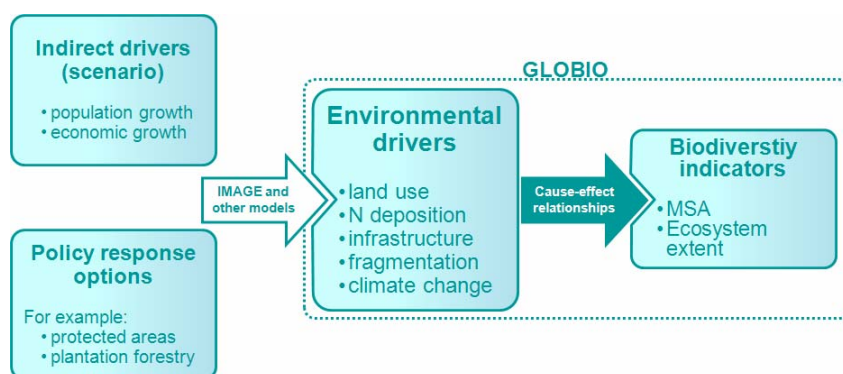 Indirect drivers
(scenario)
• population growth
• economic growth
Policy response
options
For example:
• protected areas
• plantation forestry
IMAGE and
other models
GLOBIO
Environmental
drivers
•land use
•N deposition
•infrastructure
•fragmentation
•climate change
Cause-effect
relationships
Biodiverstiy
indicators
•MSA
•Ecosystem
extent